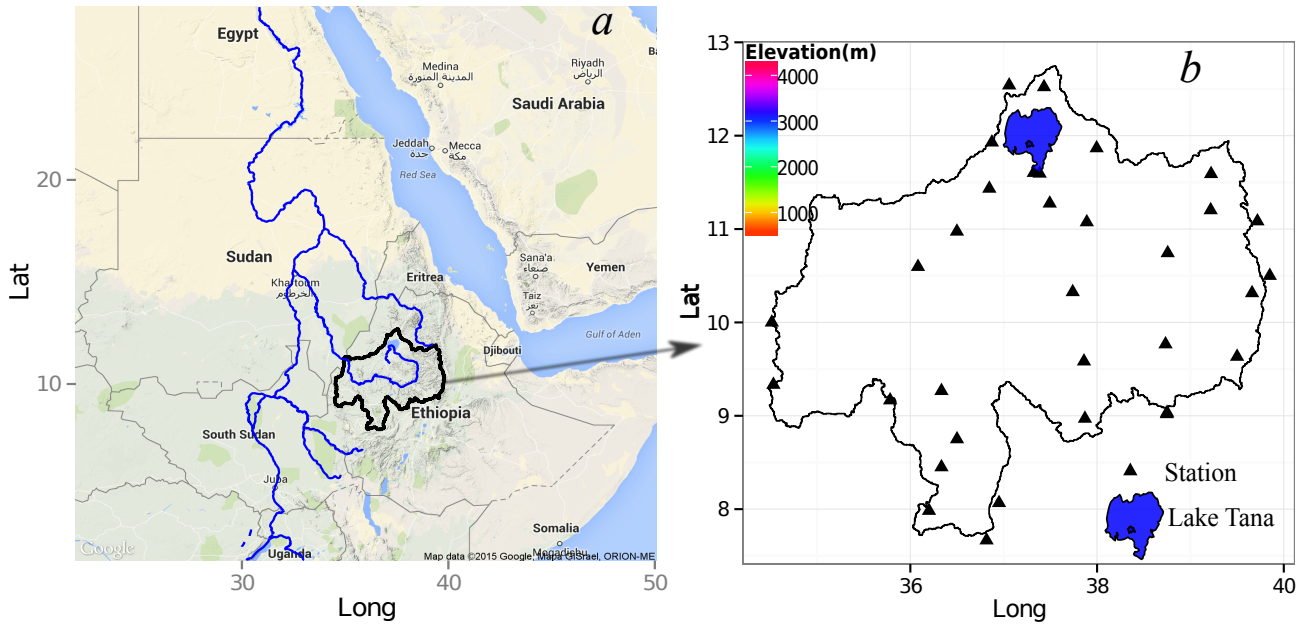 a
Egypt
Medina
المدينة المنورة
Riyadh
الرياض
Saudi Arabia
Jeddah
جدة
Mecca
مكة
Red Sea
20
Sudan
Khartoum
الخرطوم
Eritrea
Sana'a
صنعاء
Yemen
Taiz
تعز
Gulf of Aden
Djibouti
10
Ethiopia
South Sudan
Juba
Somalia
Mogadishu
Uganda
Google
Map data ©2015 Google, Mapa GISrael, ORION-ME
30
40
50
Long
Lat
b
Elevation(m)
4000
3000
2000
1000
13
12
11
10
9
8
Lat
Station
Lake Tana
36
38
40
Long